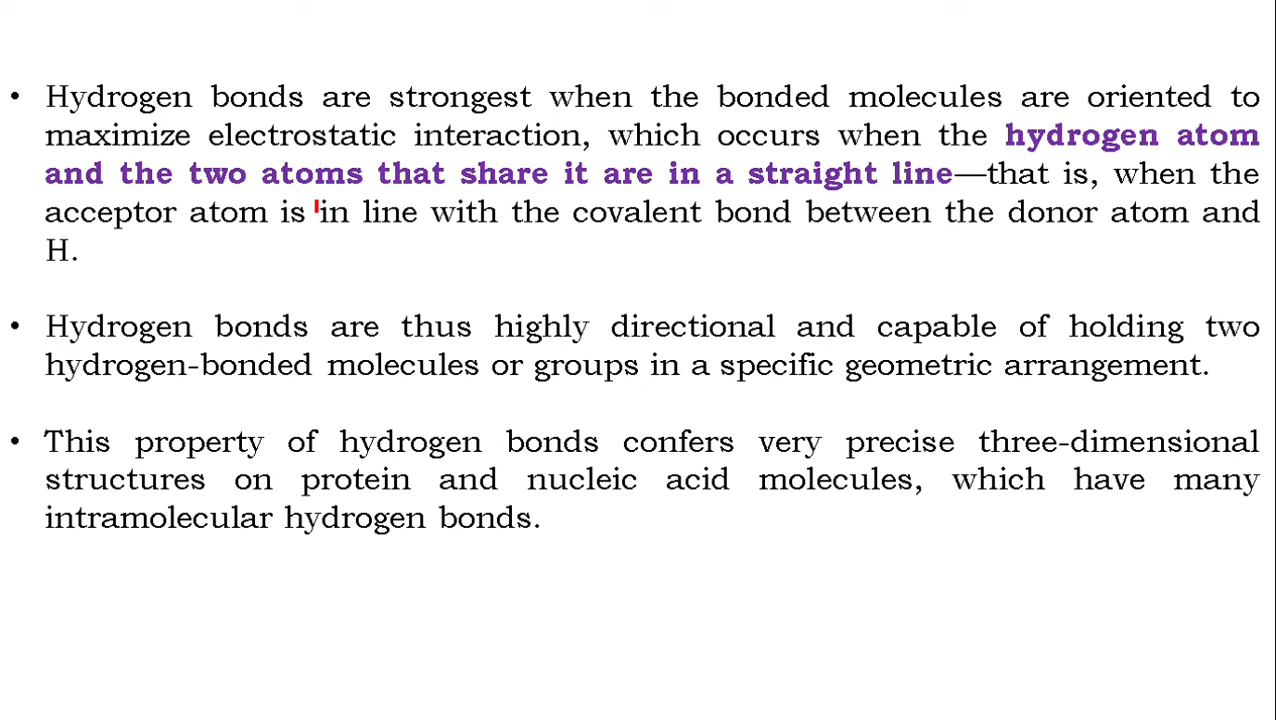 • Hydrogen bonds are strongest when the bonded molecules are oriented to
maximize electrostatic interaction, which occurs when the hydrogen atom
and the two atoms that share it are in a straight line—that is, when the
acceptor atom is in line with the covalent bond between the donor atom and
H.
• Hydrogen bonds are thus highly directional and capable of holding two
hydrogen-bonded molecules or groups in a specific geometric arrangement.
• This property of hydrogen bonds confers very precise three-dimensional
structures on protein and nucleic acid molecules, which have many
intramolecular hydrogen bonds.